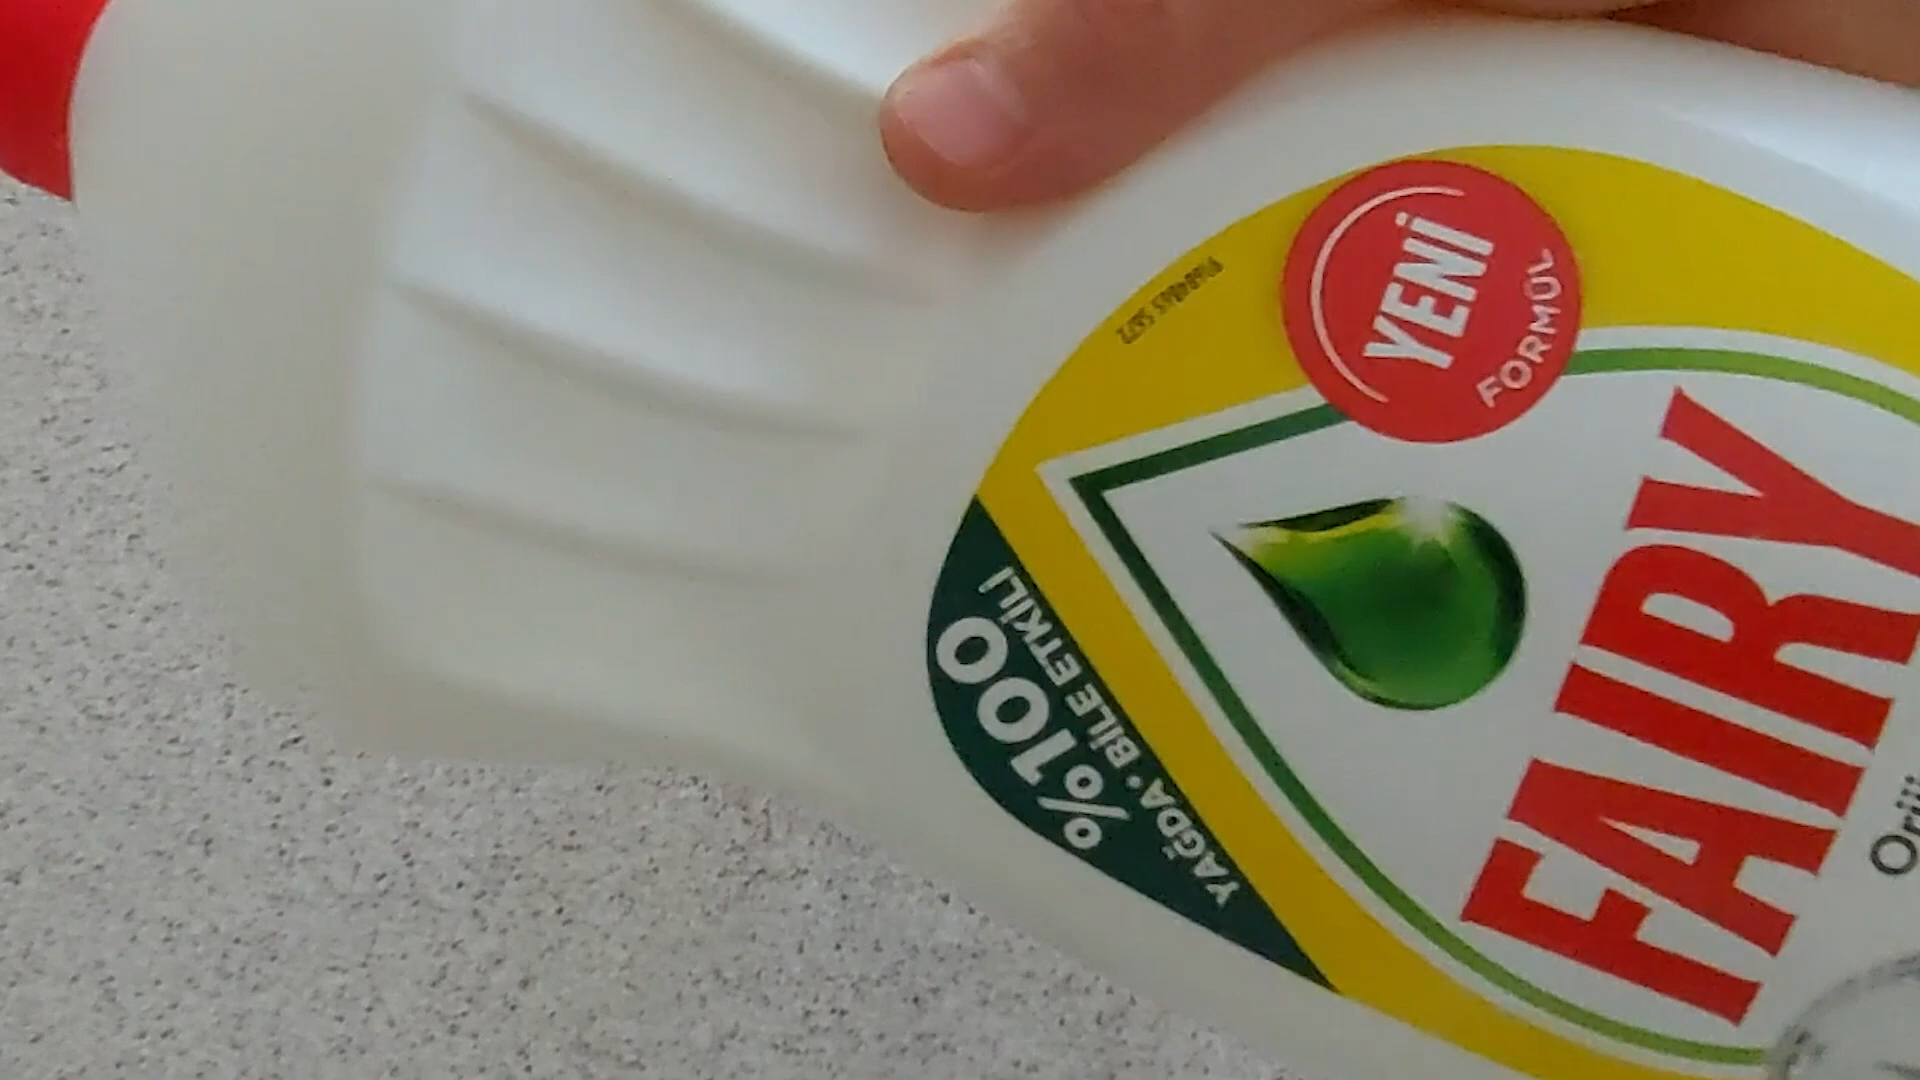 YENİ
FORMÜL
%100
YAĞDA* BİLE ETKİLİ
FAIRY